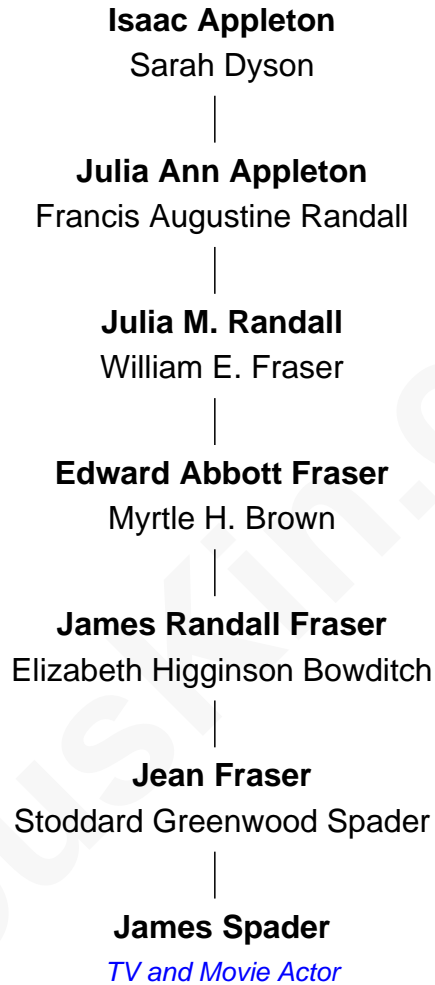 Isaac Appleton
Sarah Dyson
Julia Ann Appleton
Francis Augustine Randall
Julia M. Randall
William E. Fraser
Edward Abbott Fraser
Myrtle H. Brown
James Randall Fraser
Elizabeth Higginson Bowditch
Jean Fraser
Stoddard Greenwood Spader
James Spader
TV and Movie Actor